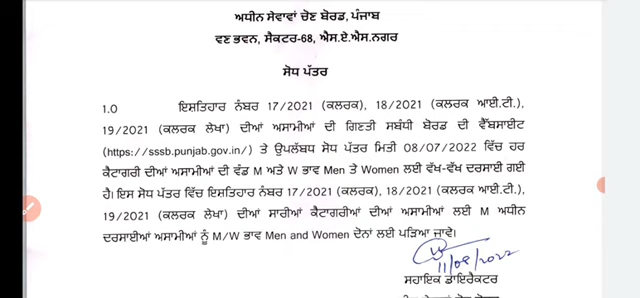 ਅਧੀਨ ਸੇਵਾਵਾਂ ਚੋਣ ਬੋਰਡ, ਪੰਜਾਬ
ਵਣ ਭਵਨ, ਸੈਕਟਰ-68, ਐਸ.ਏ.ਐਸ.ਨਗਰ
ਸੋਧ ਪੱਤਰ
1.0 ਇਸ਼ਤਿਹਾਰ ਨੰਬਰ 17/2021 (ਕਲਰਕ), 18/2021 (ਕਲਰਕ ਆਈ.ਟੀ.),
19/2021 (ਕਲਰਕ ਲੇਖਾ) ਦੀਆਂ ਅਸਾਮੀਆਂ ਦੀ ਗਿਣਤੀ ਸਬੰਧੀ ਬੋਰਡ ਦੀ ਵੈੱਬਸਾਈਟ
(https://sssb.punjab.gov.in/) ਤੇ ਉਪਲੱਬਧ ਸੋਧ ਪੱਤਰ ਮਿਤੀ 08/07/2022 ਵਿੱਚ ਹਰ
ਕੈਟਾਗਰੀ ਦੀਆਂ ਅਸਾਮੀਆਂ ਦੀ ਵੰਡ M ਅਤੇ W ਭਾਵ Men ਤੇ Women ਲਈ ਵੱਖ-ਵੱਖ ਦਰਸਾਈ ਗਈ
ਹੈ। ਇਸ ਸੋਧ ਪੱਤਰ ਵਿੱਚ ਇਸ਼ਤਿਹਾਰ ਨੰਬਰ 17/2021 (ਕਲਰਕ), 18/2021 (ਕਲਰਕ ਆਈ.ਟੀ.),
19/2021 (ਕਲਰਕ ਲੇਖਾ) ਦੀਆਂ ਸਾਰੀਆਂ ਕੈਟਾਗਰੀਆਂ ਦੀਆਂ ਅਸਾਮੀਆਂ ਲਈ M ਅਧੀਨ
ਦਰਸਾਈਆਂ ਅਸਾਮੀਆਂ ਨੂੰ M/W ਭਾਵ Men and Women ਦੋਨਾਂ ਲਈ ਪੜਿਆ ਜਾਵੇ।
11/08/2022
ਸਹਾਇਕ ਡਾਇਰੈਕਟਰ